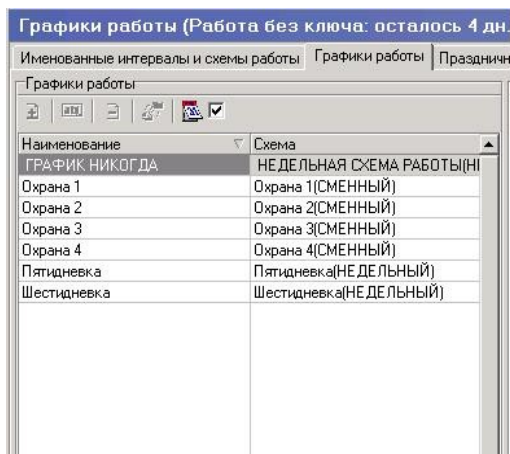 Графики работы (Работа без ключа: осталось 4 дн.
Именованные интервалы и схемы работы Графики работы Праздничн
Графики работы
Наименование Схема
ГРАФИК НИКОГДА НЕДЕЛЬНАЯ СХЕМА РАБОТЫ(НЕ
Охрана 1 Охрана 1(СМЕННЫЙ)
Охрана 2 Охрана 2(СМЕННЫЙ)
Охрана 3 Охрана 3(СМЕННЫЙ)
Охрана 4 Охрана 4(СМЕННЫЙ)
Пятидневка Пятидневка(НЕДЕЛЬНЫЙ)
Шестидневка Шестидневка(НЕДЕЛЬНЫЙ)